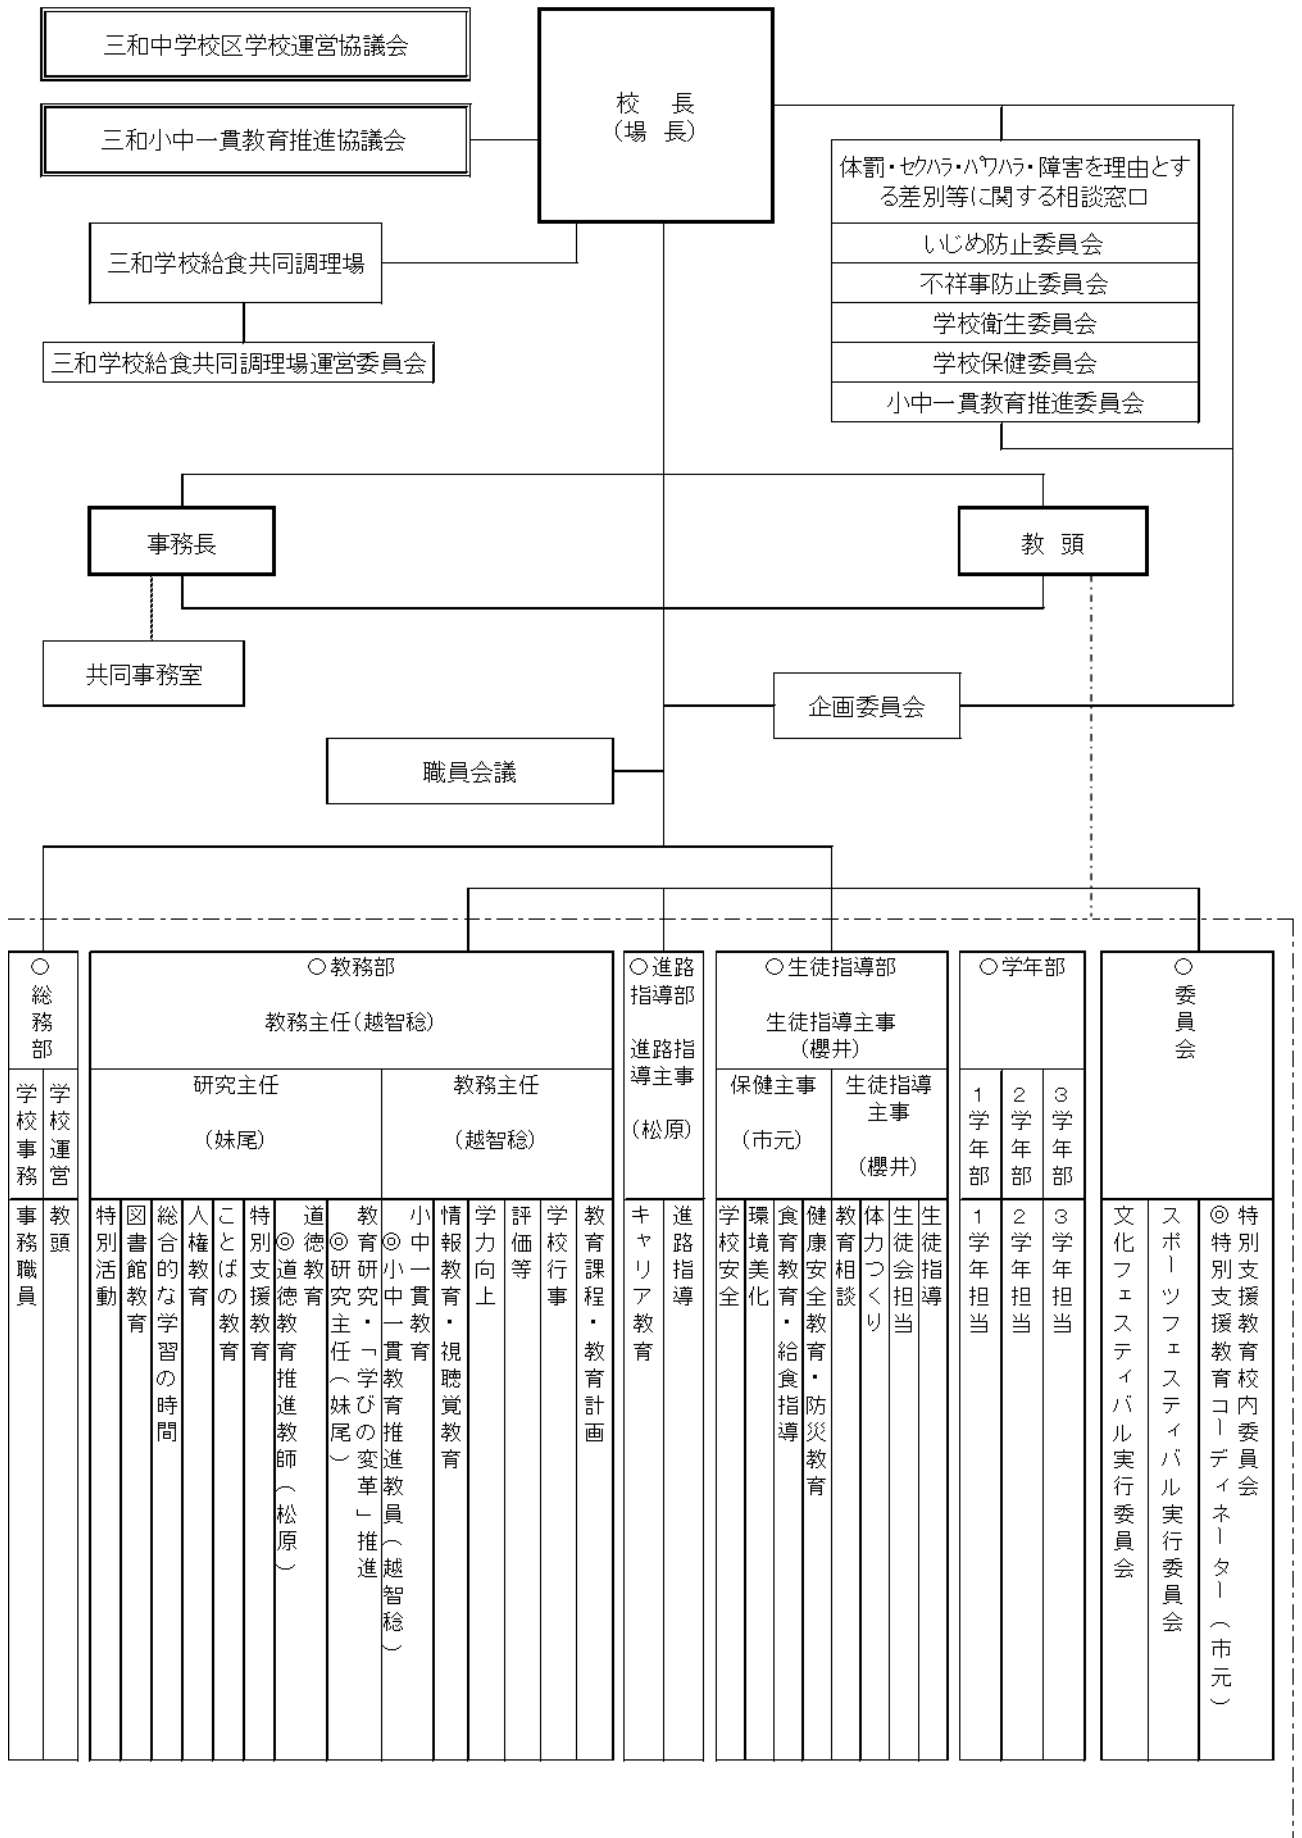 三和中学校区学校運営協議会
三和小中一貫教育推進協議会
校　長
（場　長）
体罰・セクハラ・パワハラ・障害を理由とす
る差別等に関する相談窓口
いじめ防止委員会
不祥事防止委員会
学校衛生委員会
学校保健委員会
小中一貫教育推進委員会
三和学校給食共同調理場
三和学校給食共同調理場運営委員会
事務長
教　頭
共同事務室
企画委員会
職員会議
○総務部
学校事務
学校運営
事務職員
教頭
○教務部
教務主任（越智稔）
研究主任
（妹尾）
教務主任
（越智稔）
特別活動
図書館教育
総合的な学習の時間
人権教育
ことばの教育
特別支援教育
道徳教育
◎道徳教育推進教師（松原）
教育研究・「学びの変革」推進
◎研究主任（妹尾）
小中一貫教育
◎小中一貫教育推進教員（越智稔）
情報教育・視聴覚教育
学力向上
評価等
学校行事
教育課程・教育計画
○進路
指導部
進路指
導主事
（松原）
キャリア教育
進路指導
○生徒指導部
生徒指導主事
（櫻井）
保健主事
（市元）
生徒指導
主事
（櫻井）
学校安全
環境美化
食育教育・給食指導
健康安全教育・防災教育
教育相談
体力つくり
生徒会担当
生徒指導
○学年部
1学年部
2学年部
3学年部
1学年担当
2学年担当
3学年担当
○委員会
文化フェスティバル実行委員会
スポーツフェスティバル実行委員会
特別支援教育校内委員会
◎特別支援教育コーディネーター（市元）